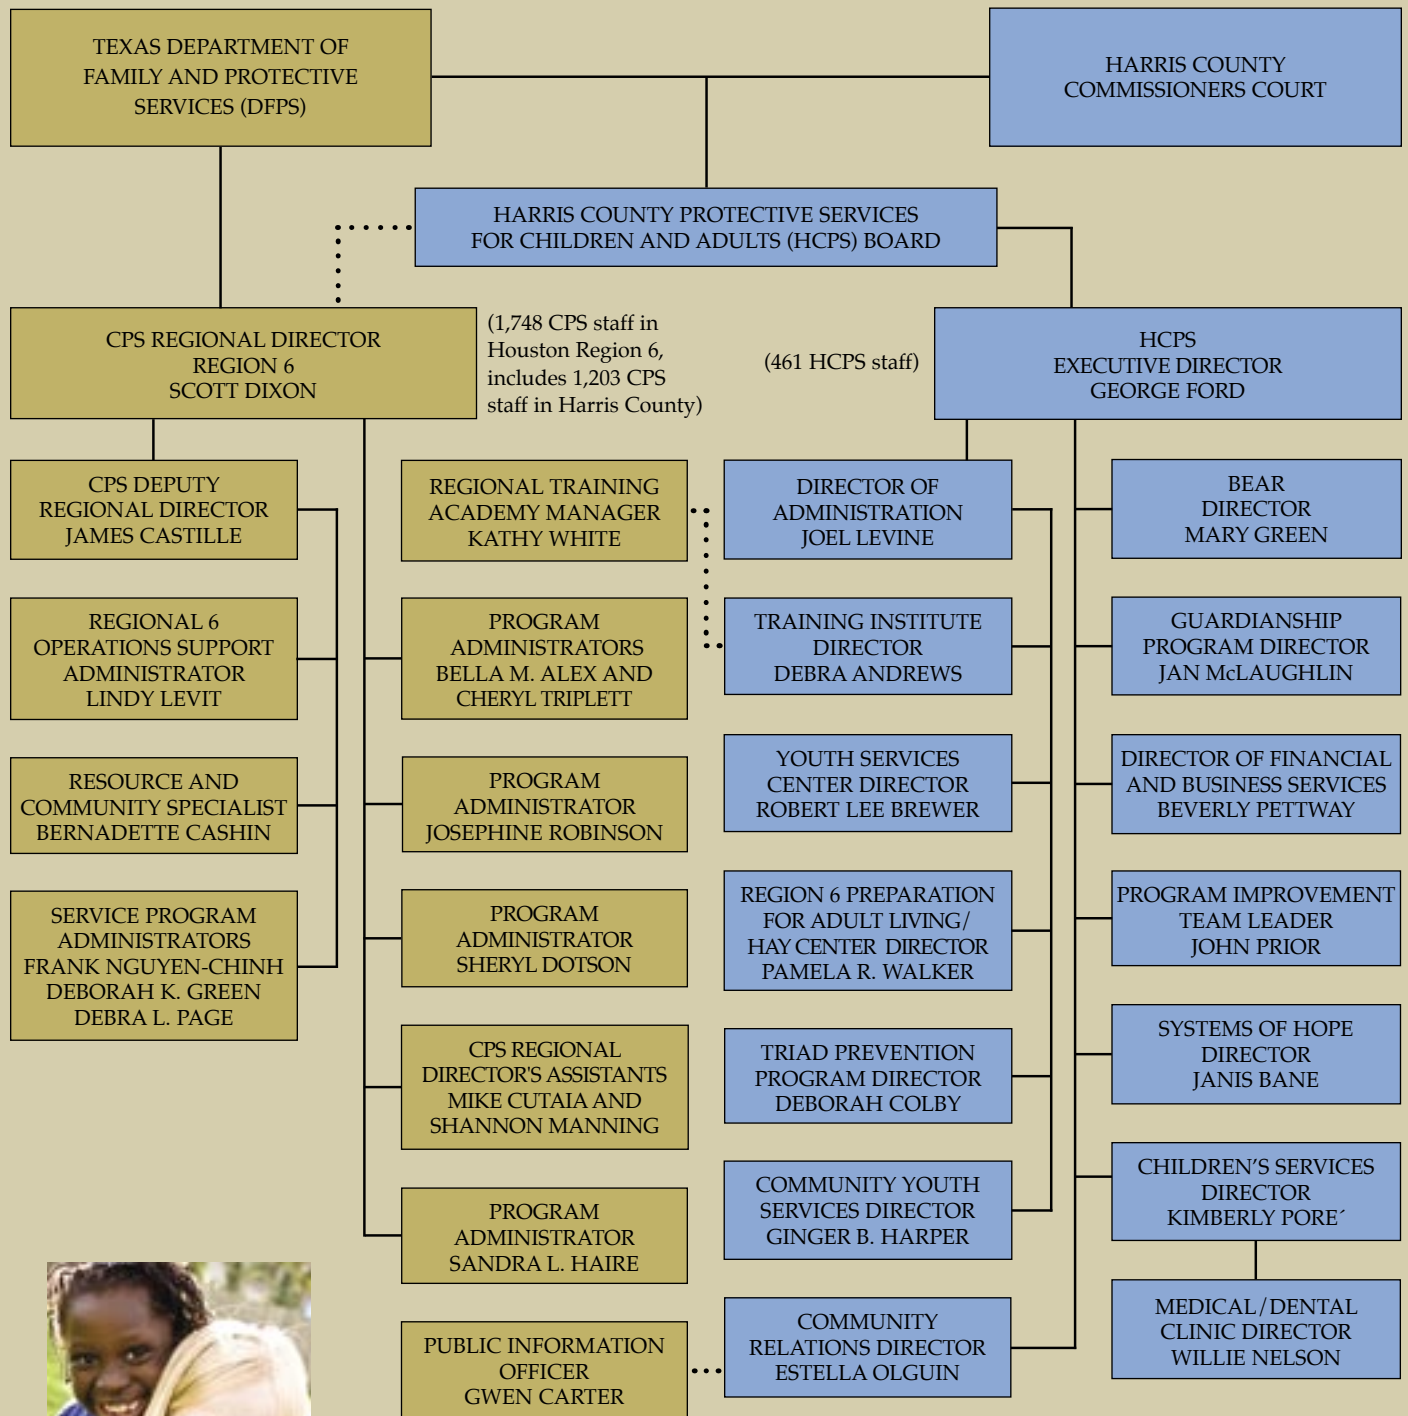 TEXAS DEPARTMENT OF
FAMILY AND PROTECTIVE
SERVICES (DFPS)
HARRIS COUNTY
COMMISSIONERS COURT
HARRIS COUNTY PROTECTIVE SERVICES
FOR CHILDREN AND ADULTS (HCPS) BOARD
CPS REGIONAL DIRECTOR
REGION 6
SCOTT DIXON
(1,748 CPS staff in
Houston Region 6,
includes 1,203 CPS
staff in Harris County)
(461 HCPS staff)
HCPS
EXECUTIVE DIRECTOR
GEORGE FORD
CPS DEPUTY
REGIONAL DIRECTOR
JAMES CASTILLE
REGIONAL 6
OPERATIONS SUPPORT
ADMINISTRATOR
LINDY LEVIT
RESOURCE AND
COMMUNITY SPECIALIST
BERNADETTE CASHIN
SERVICE PROGRAM
ADMINISTRATORS
FRANK NGUYEN-CHINH
DEBORAH K. GREEN
DEBRA L. PAGE
REGIONAL TRAINING
ACADEMY MANAGER
KATHY WHITE
PROGRAM
ADMINISTRATORS
BELLA M. ALEX AND
CHERYL TRIPLETT
PROGRAM
ADMINISTRATOR
JOSEPHINE ROBINSON
PROGRAM
ADMINISTRATOR
SHERYL DOTSON
CPS REGIONAL
DIRECTOR'S ASSISTANTS
MIKE CUTAIA AND
SHANNON MANNING
PROGRAM
ADMINISTRATOR
SANDRA L. HAIRE
PUBLIC INFORMATION
OFFICER
GWEN CARTER
DIRECTOR OF
ADMINISTRATION
JOEL LEVINE
TRAINING INSTITUTE
DIRECTOR
DEBRA ANDREWS
YOUTH SERVICES
CENTER DIRECTOR
ROBERT LEE BREWER
REGION 6 PREPARATION
FOR ADULT LIVING/
HAY CENTER DIRECTOR
PAMELA R. WALKER
TRIAD PREVENTION
PROGRAM DIRECTOR
DEBORAH COLBY
COMMUNITY YOUTH
SERVICES DIRECTOR
GINGER B. HARPER
COMMUNITY
RELATIONS DIRECTOR
ESTELLA OLGUIN
BEAR
DIRECTOR
MARY GREEN
GUARDIANSHIP
PROGRAM DIRECTOR
JAN McLAUGHLIN
DIRECTOR OF FINANCIAL
AND BUSINESS SERVICES
BEVERLY PETTWAY
PROGRAM IMPROVEMENT
TEAM LEADER
JOHN PRIOR
SYSTEMS OF HOPE
DIRECTOR
JANIS BANE
CHILDREN'S SERVICES
DIRECTOR
KIMBERLY PORE´
MEDICAL/DENTAL
CLINIC DIRECTOR
WILLIE NELSON